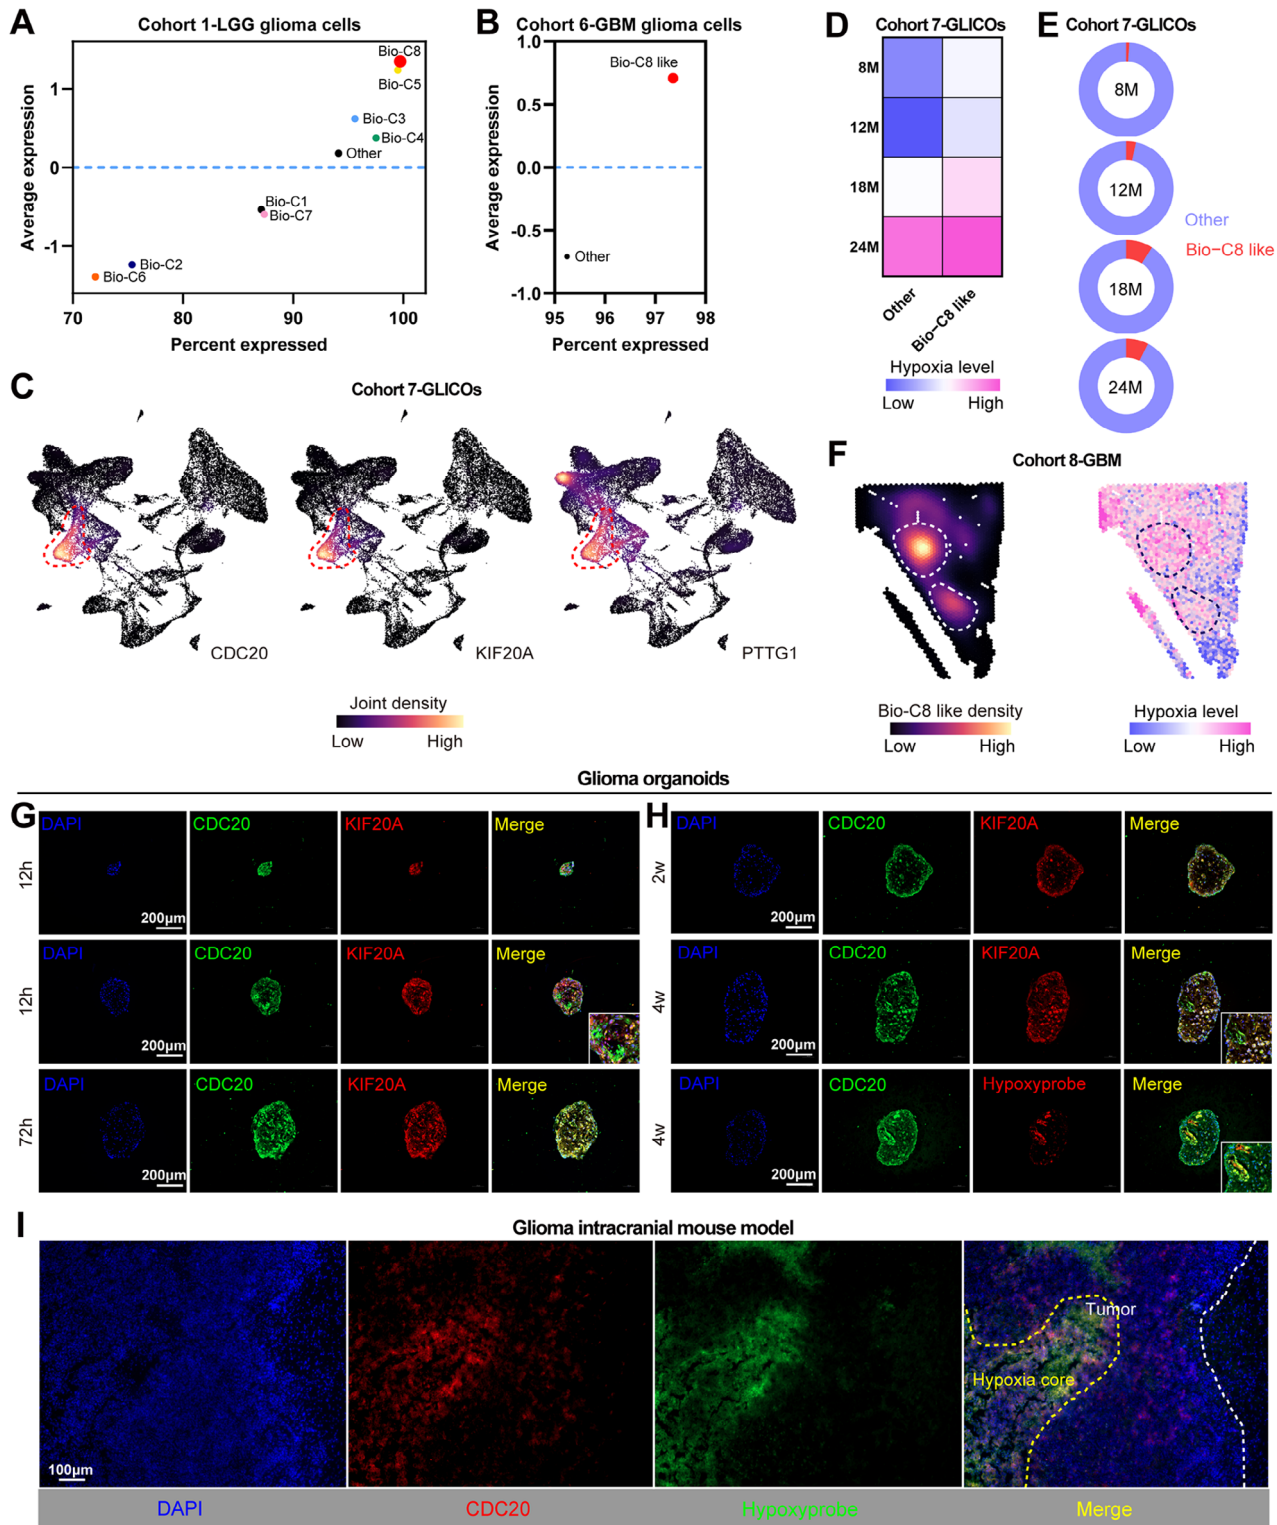 A
Cohort 1-LGG glioma cells
Average expression
1
0
-1
Bio-C8
Bio-C5
Bio-C3
Bio-C4
Other
Bio-C1
Bio-C7
Bio-C2
Bio-C6
70 80 90 100
Percent expressed
B
Cohort 6-GBM glioma cells
Average expression
1.0
0.5
0.0
-0.5
-1.0
Bio-C8 like
Other
95 96 97 98
Percent expressed
D
Cohort 7-GLICOs
8M
12M
18M
24M
Other
Bio-C8 like
Hypoxia level
Low High
E
Cohort 7-GLICOs
8M
12M
Other
Bio-C8 like
18M
24M
C
Cohort 7-GLICOs
CDC20
KIF20A
PTTG1
Joint density
Low High
F
Cohort 8-GBM
Bio-C8 like density
Low High
Hypoxia level
Low High
Glioma organoids
G
12h
DAPI CDC20 KIF20A Merge
200μm
12h
DAPI CDC20 KIF20A Merge
200μm
72h
DAPI CDC20 KIF20A Merge
200μm
H
2w
DAPI CDC20 KIF20A Merge
200μm
4w
DAPI CDC20 KIF20A Merge
200μm
4w
DAPI CDC20 Hypoxyprobe Merge
200μm
I
Glioma intracranial mouse model
Tumor
Hypoxia core
100μm
DAPI CDC20 Hypoxyprobe Merge